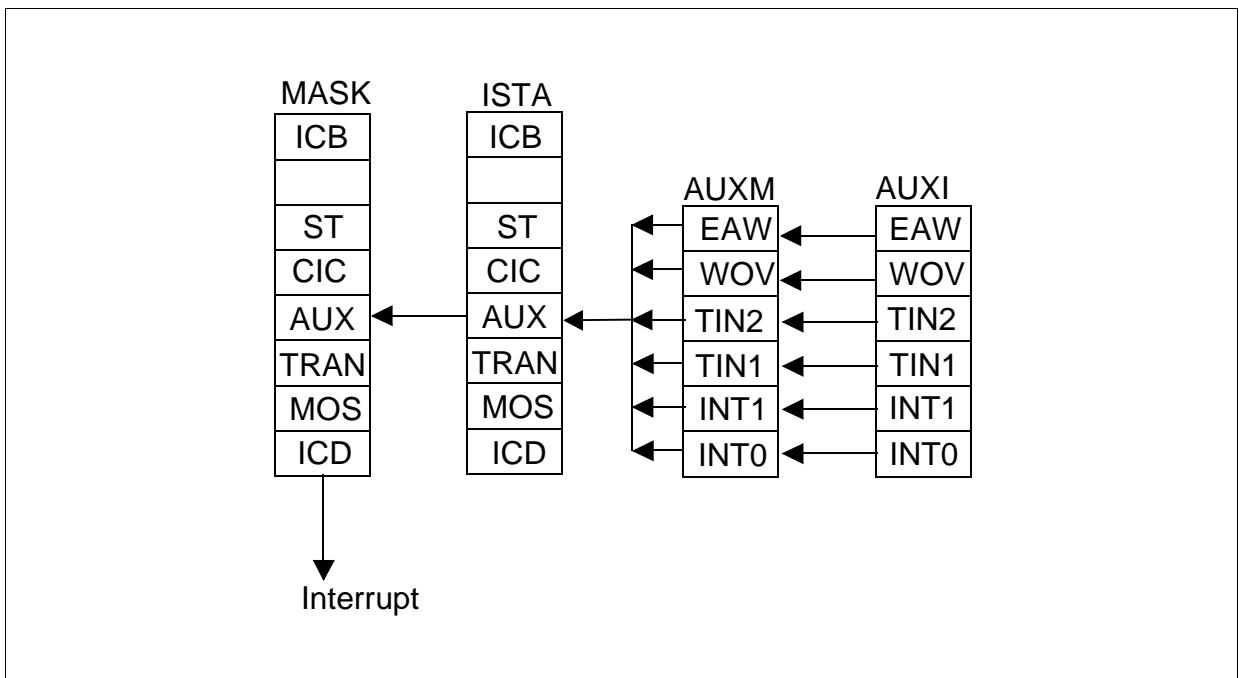 MASK ISTA
ICB ICB
AUXM AUXI
ST ST EAW EAW
CIC CIC WOV WOV
AUX AUX TIN2 TIN2
TRAN TRAN TIN1 TIN1
MOS MOS INT1 INT1
ICD ICD INT0 INT0
Interrupt